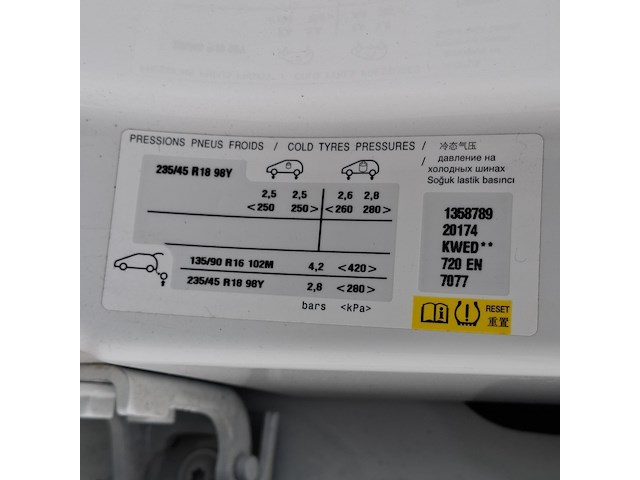 PRESSIONS PNEUS FROIDS / COLD TYRES PRESSURES / 冷态气压
/ давление на
холодных шинах
Soğuk lastik basıncı
235/45 R18 98Y
2,5 2,5 2,6 2,8
<250 250> <260 280>
135/90 R16 102M 4,2 <420>
235/45 R18 98Y 2,8 <280>
bars <kPa>
1358789
20174
KWED**
720 EN
7077
RESET
重置